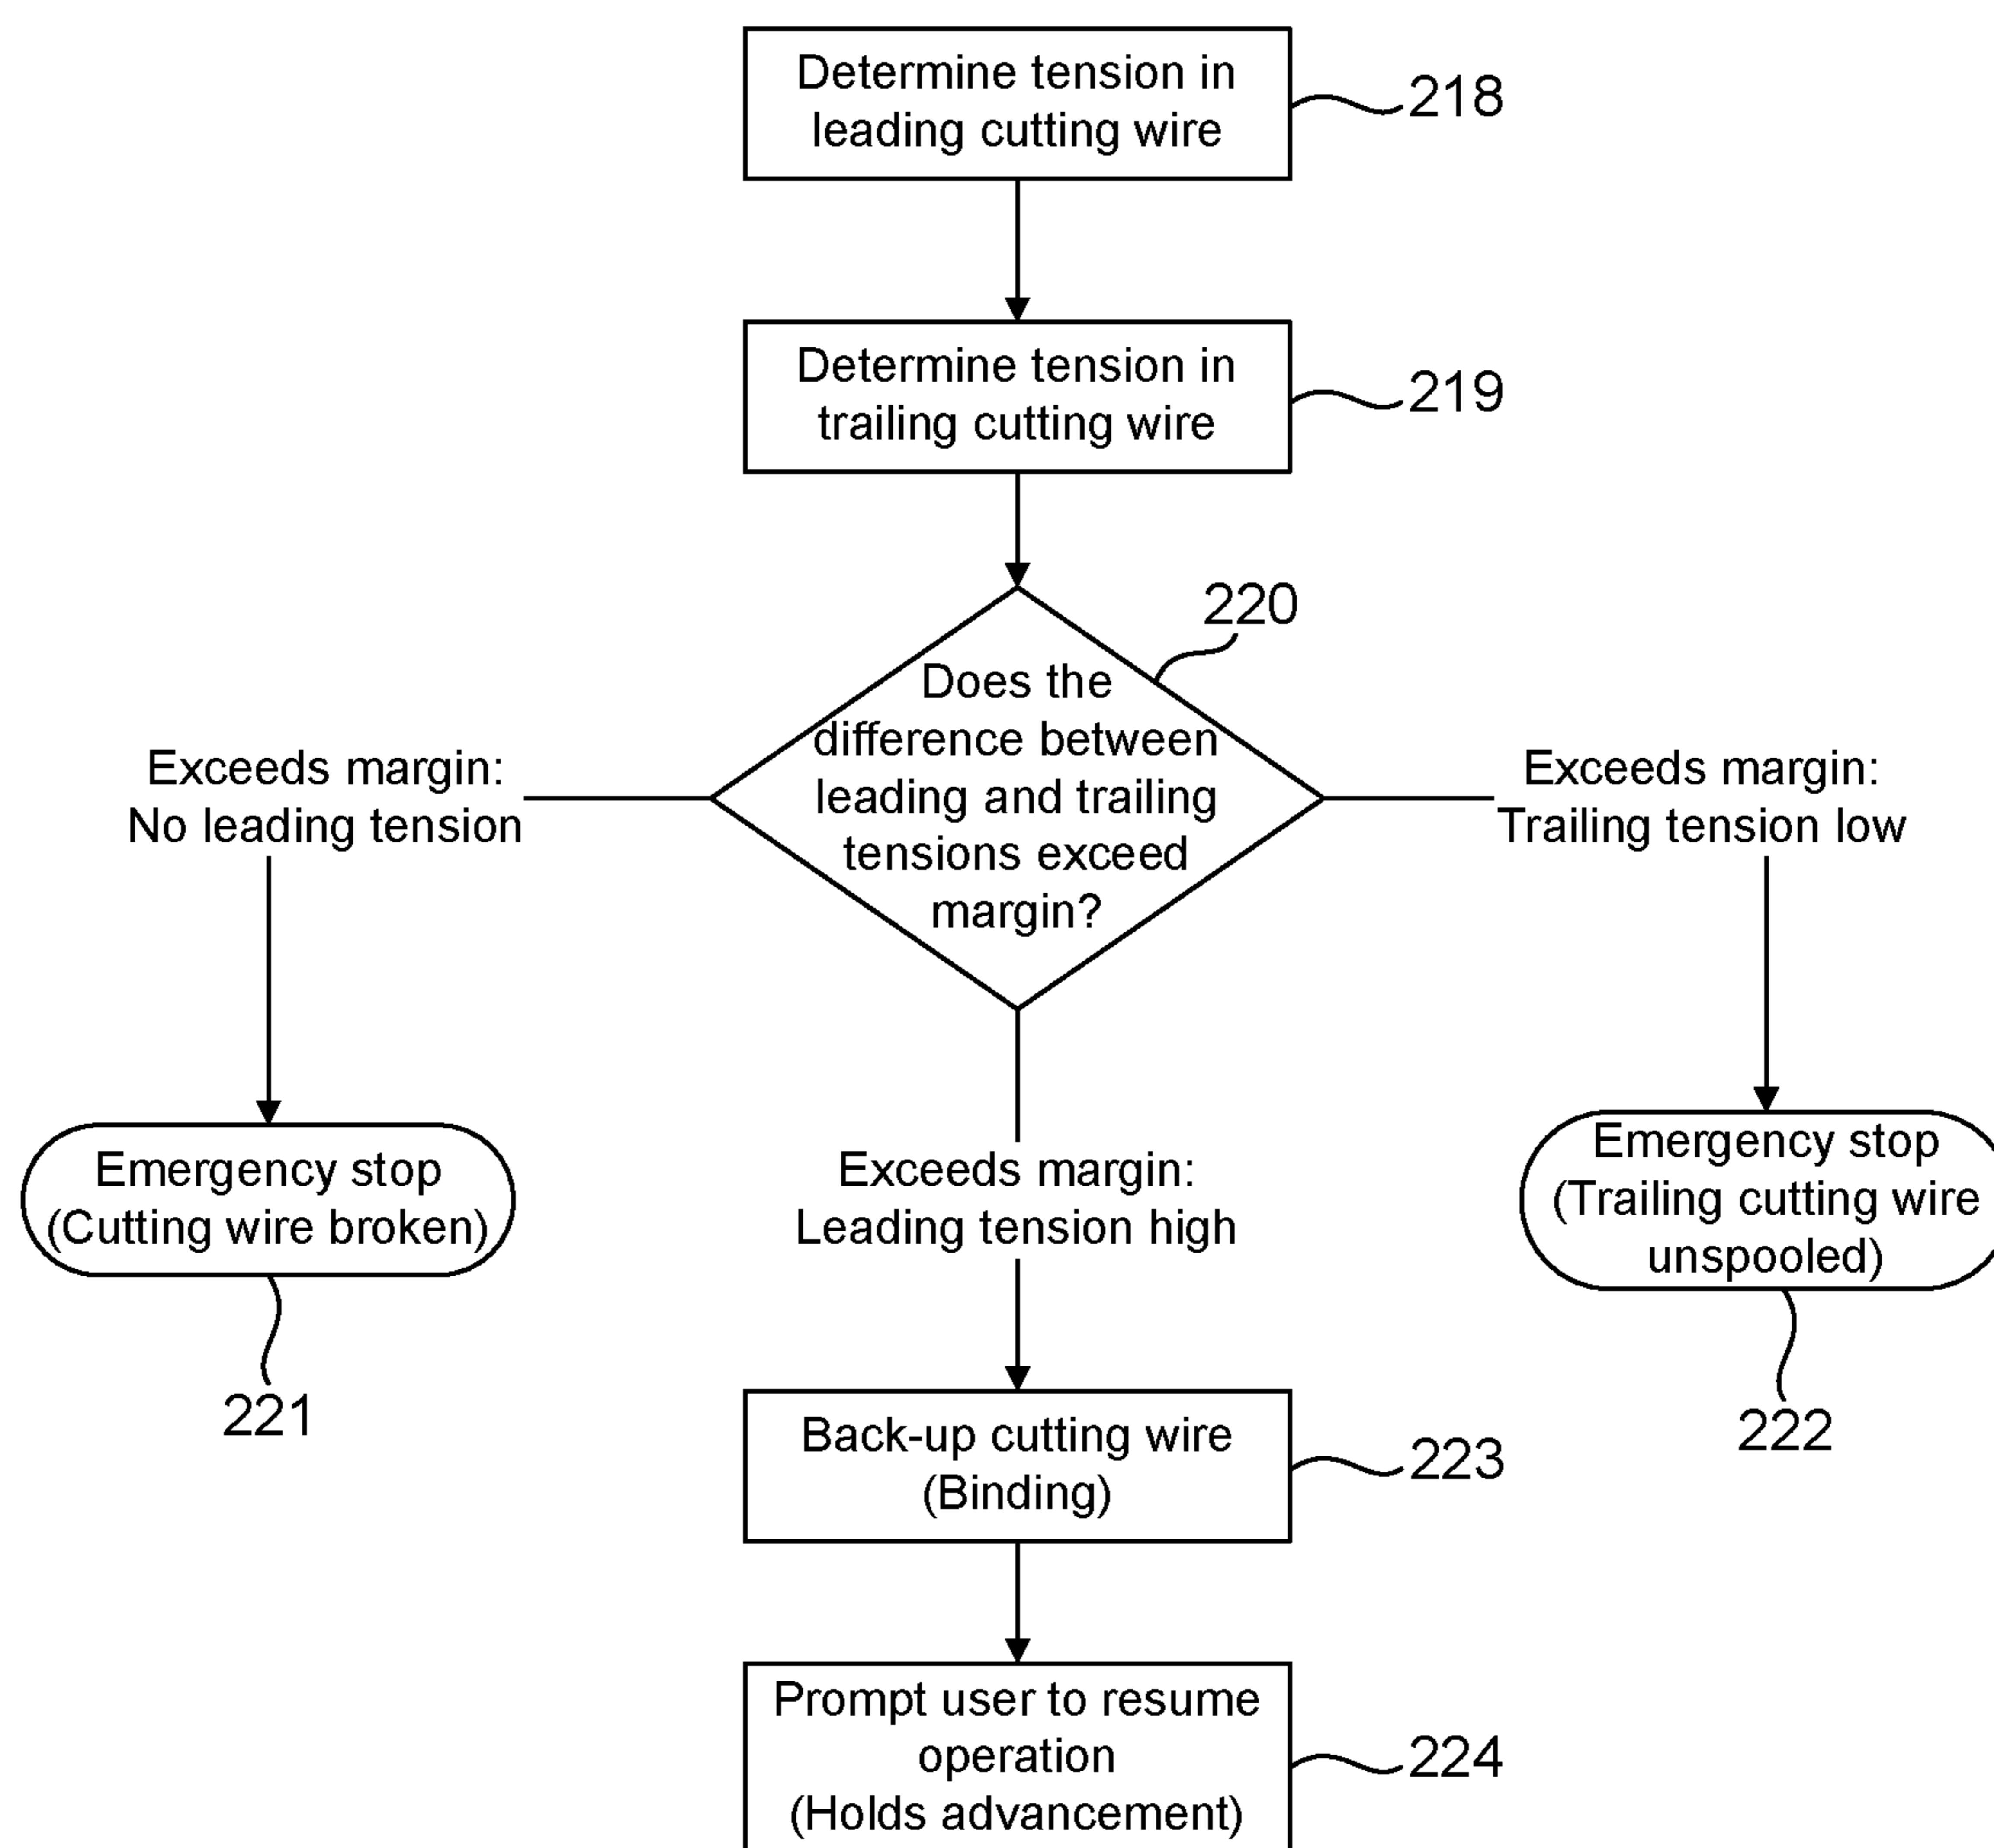 Determine tension in
leading cutting wire
218
Determine tension in
trailing cutting wire
219
220
Does the
difference between
leading and trailing
tensions exceed
margin?
Exceeds margin:
No leading tension
Exceeds margin:
Trailing tension low
Emergency stop
(Cutting wire broken)
221
Exceeds margin:
Leading tension high
Emergency stop
(Trailing cutting wire
unspooled)
222
Back-up cutting wire
(Binding)
223
Prompt user to resume
operation
(Holds advancement)
224